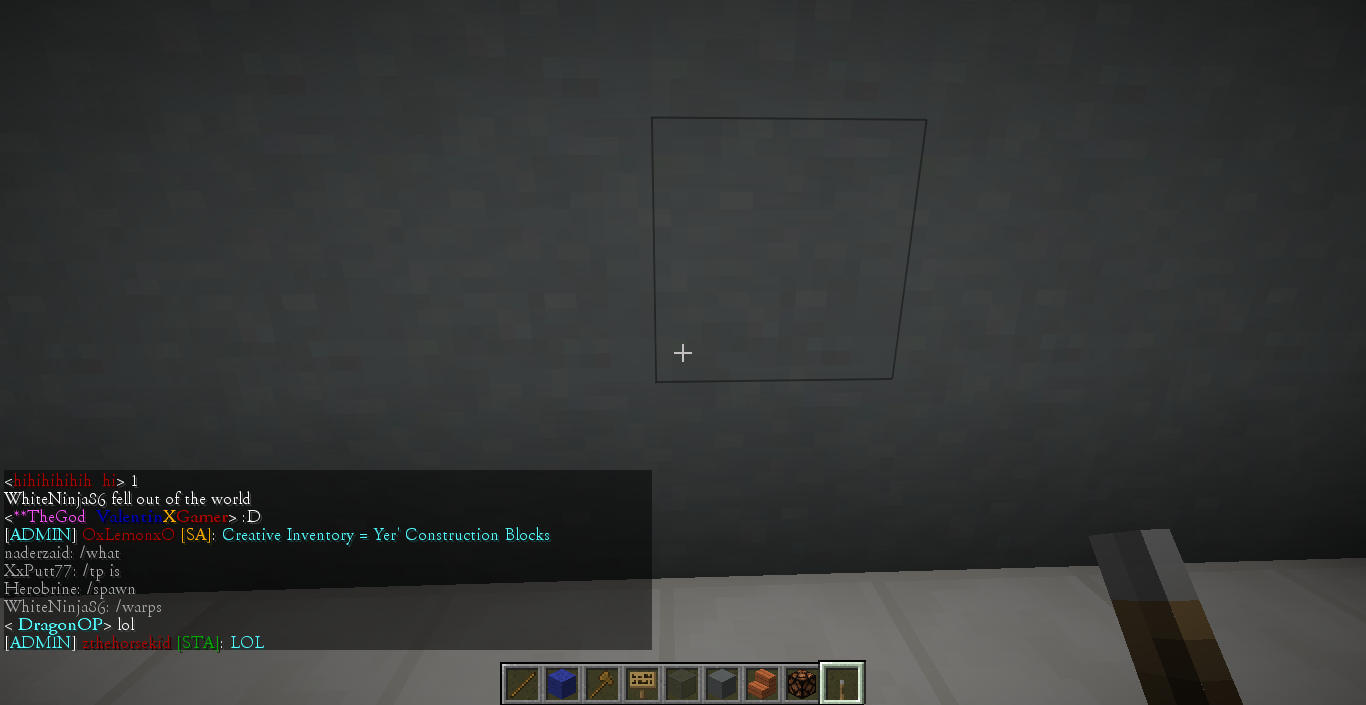 <hihihihihih_hi> 1
WhiteNinja86 fell out of the world
<**TheGod_ValentinXGamer> :D
[ADMIN] OxLemonxO [SA]: Creative Inventory = Yer' Construction Blocks
naderzaid: /what
XxPutt77: /tp is
Herobrine: /spawn
WhiteNinja86: /warps
< DragonOP> lol
[ADMIN] [STA]: LOL